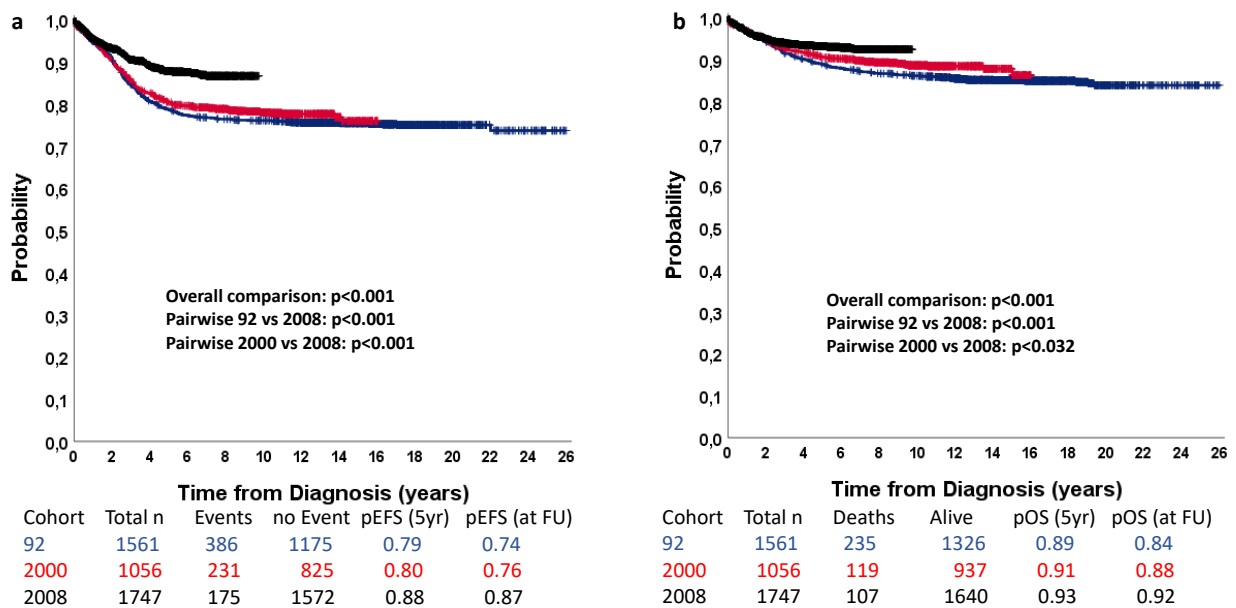 a
1,0
0,9
0,8
0,7
0,6
0,5
0,4
0,3
0,2
0,1
0,0
Probability
Overall comparison: p<0.001
Pairwise 92 vs 2008: p<0.001
Pairwise 2000 vs 2008: p<0.001
0 2 4 6 8 10 12 14 16 18 20 22 24 26
Time from Diagnosis (years)
Cohort Total n Events no Event pEFS (5yr) pEFS (at FU)
92 1561 386 1175 0.79 0.74
2000 1056 231 825 0.80 0.76
2008 1747 175 1572 0.88 0.87
b
1,0
0,9
0,8
0,7
0,6
0,5
0,4
0,3
0,2
0,1
0,0
Probability
Overall comparison: p<0.001
Pairwise 92 vs 2008: p<0.001
Pairwise 2000 vs 2008: p<0.032
0 2 4 6 8 10 12 14 16 18 20 22 24 26
Time from Diagnosis (years)
Cohort Total n Deaths Alive pOS (5yr) pOS (at FU)
92 1561 235 1326 0.89 0.84
2000 1056 119 937 0.91 0.88
2008 1747 107 1640 0.93 0.92